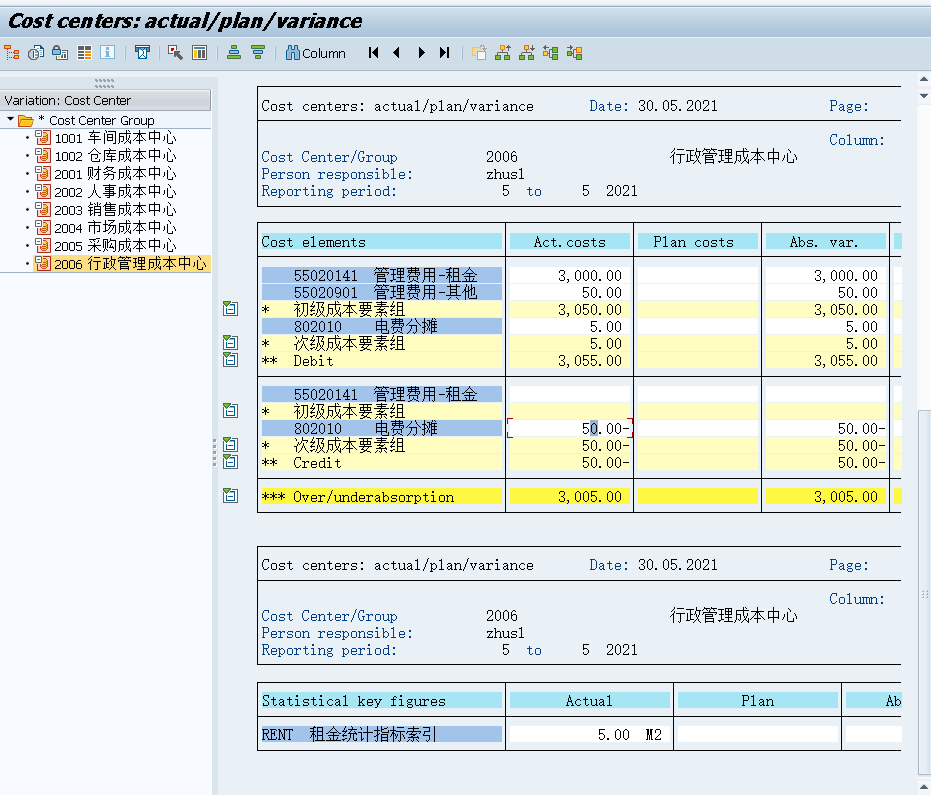 Cost centers: actual/plan/variance
Column
Variation: Cost Center
* Cost Center Group
1001 车间成本中心
1002 仓库成本中心
2001 财务成本中心
2002 人事成本中心
2003 销售成本中心
2004 市场成本中心
2005 采购成本中心
2006 行政管理成本中心
Cost centers: actual/plan/variance Date: 30.05.2021 Page:
Column:
Cost Center/Group 2006 行政管理成本中心
Person responsible: zhusl
Reporting period: 5 to 5 2021
Cost elements Act.costs Plan costs Abs. var.
55020141 管理费用-租金 3,000.00 3,000.00
55020901 管理费用-其他 50.00 50.00
* 初级成本要素组 3,050.00 3,050.00
802010 电费分摊 5.00 5.00
* 次级成本要素组 5.00 5.00
** Debit 3,055.00 3,055.00
55020141 管理费用-租金
* 初级成本要素组
802010 电费分摊 50.00- 50.00-
* 次级成本要素组 50.00- 50.00-
** Credit 50.00- 50.00-
*** Over/underabsorption 3,005.00 3,005.00
Cost centers: actual/plan/variance Date: 30.05.2021 Page:
Column:
Cost Center/Group 2006 行政管理成本中心
Person responsible: zhusl
Reporting period: 5 to 5 2021
Statistical key figures Actual Plan Ab
RENT 租金统计指标索引 5.00 M2